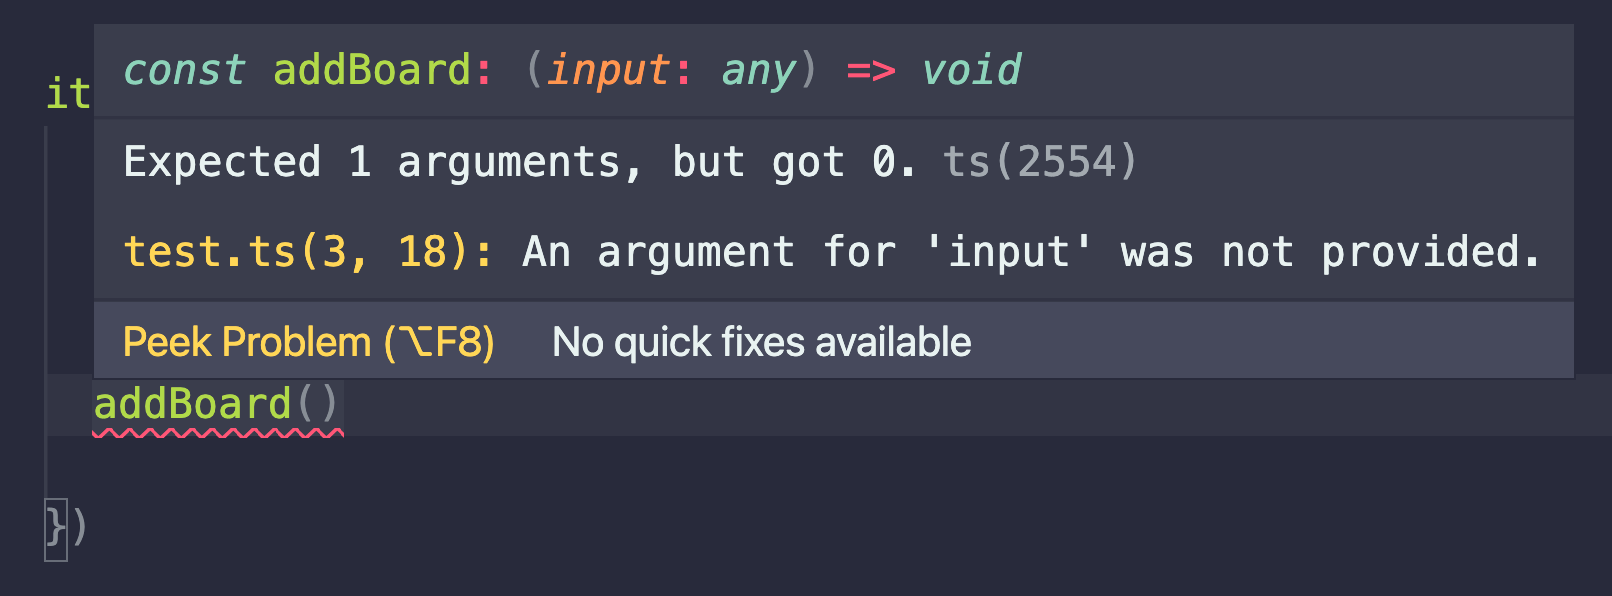 const addBoard: (input: any) => void
it
Expected 1 arguments, but got 0. ts(2554)
test.ts(3, 18): An argument for 'input' was not provided.
Peek Problem (⌥F8) No quick fixes available
addBoard()
})